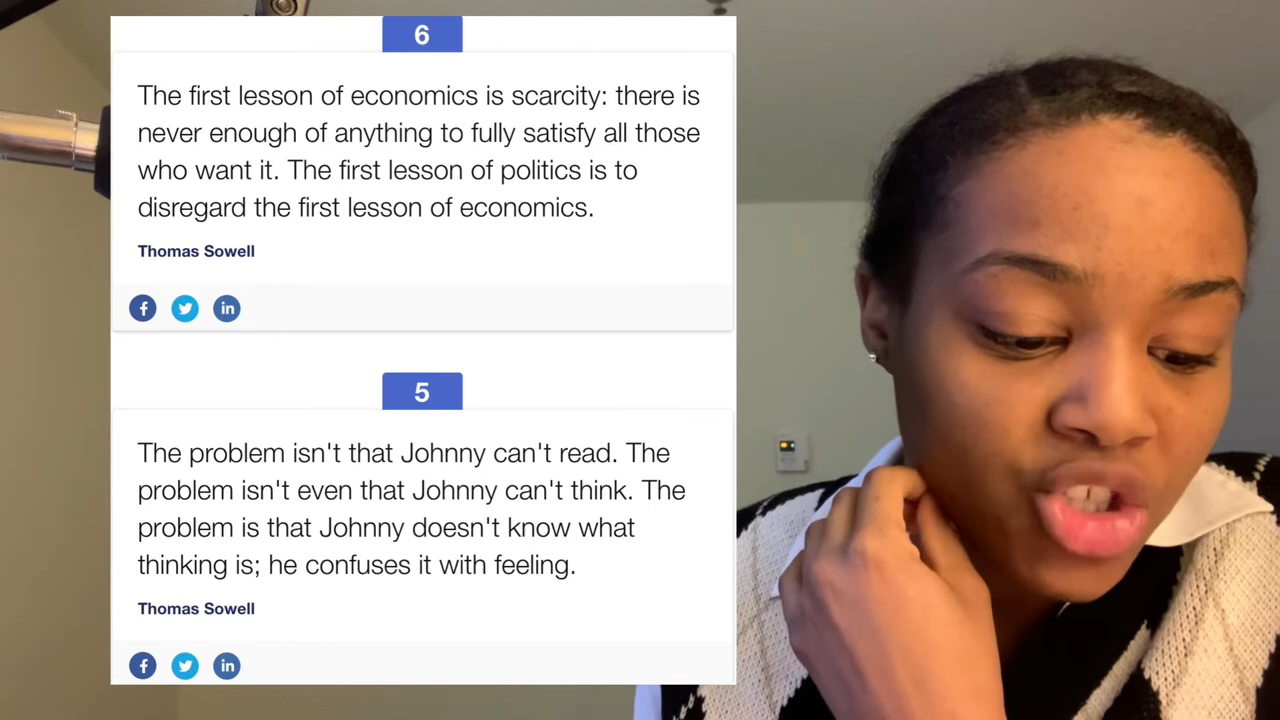 6
The first lesson of economics is scarcity: there is
never enough of anything to fully satisfy all those
who want it. The first lesson of politics is to
disregard the first lesson of economics.
Thomas Sowell
f in
5
The problem isn't that Johnny can't read. The
problem isn't even that Johnny can't think. The
problem is that Johnny doesn't know what
thinking is; he confuses it with feeling.
Thomas Sowell
f in